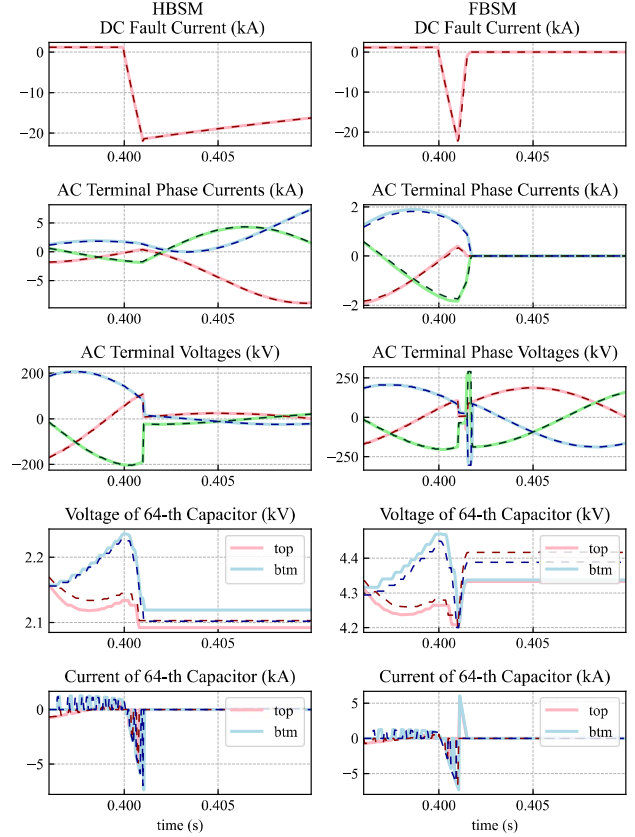 HBSM
DC Fault Current (kA)
0
−10
−20
0.400
0.405
FBSM
DC Fault Current (kA)
0
−10
−20
0.400
0.405
AC Terminal Phase Currents (kA)
5
0
−5
0.400
0.405
AC Terminal Phase Currents (kA)
2
0
−2
0.400
0.405
AC Terminal Voltages (kV)
200
0
−200
0.400
0.405
AC Terminal Phase Voltages (kV)
250
0
−250
0.400
0.405
Voltage of 64-th Capacitor (kV)
2.2
2.1
top
btm
0.400
0.405
Voltage of 64-th Capacitor (kV)
4.4
4.3
4.2
top
btm
0.400
0.405
Current of 64-th Capacitor (kA)
0
−5
top
btm
0.400
0.405
time (s)
Current of 64-th Capacitor (kA)
5
0
−5
top
btm
0.400
0.405
time (s)